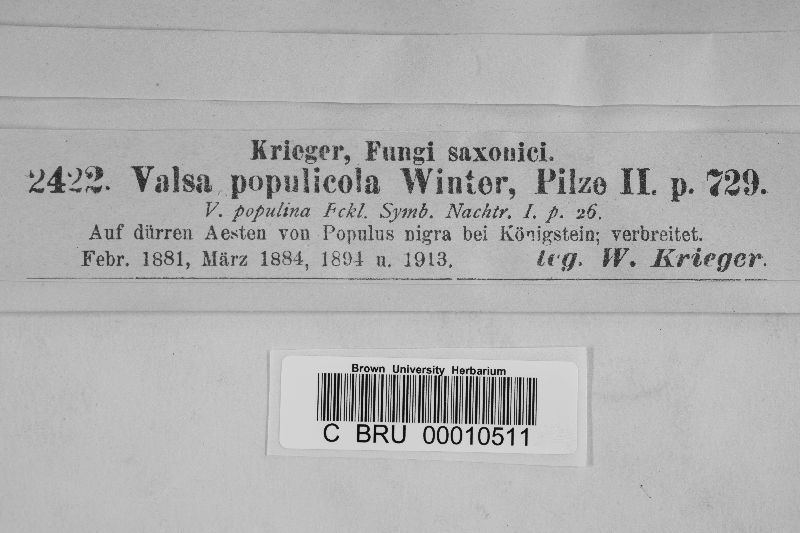 Krieger, Fungi saxonici.
2422. Valsa populicola Winter, Pilze II. p. 729.
V. populina Fckl. Symb. Nachtr. I. p. 26.
Auf dürren Aesten von Populus nigra bei Königstein; verbreitet.
Febr. 1881, März 1884, 1894 u. 1913. leg. W. Krieger.
Brown University Herbarium
C BRU 00010511